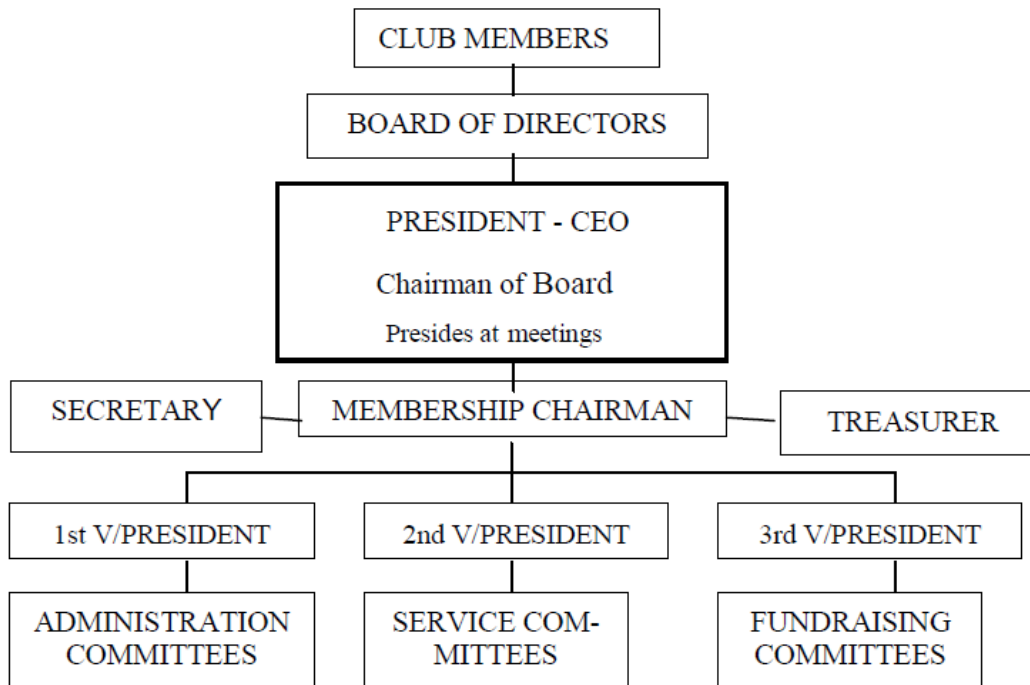 CLUB MEMBERS
BOARD OF DIRECTORS
PRESIDENT - CEO
Chairman of Board
Presides at meetings
SECRETARY
MEMBERSHIP CHAIRMAN
TREASURER
1st V/PRESIDENT
2nd V/PRESIDENT
3rd V/PRESIDENT
ADMINISTRATION
COMMITTEES
SERVICE COM-
MITTEES
FUNDRAISING
COMMITTEES